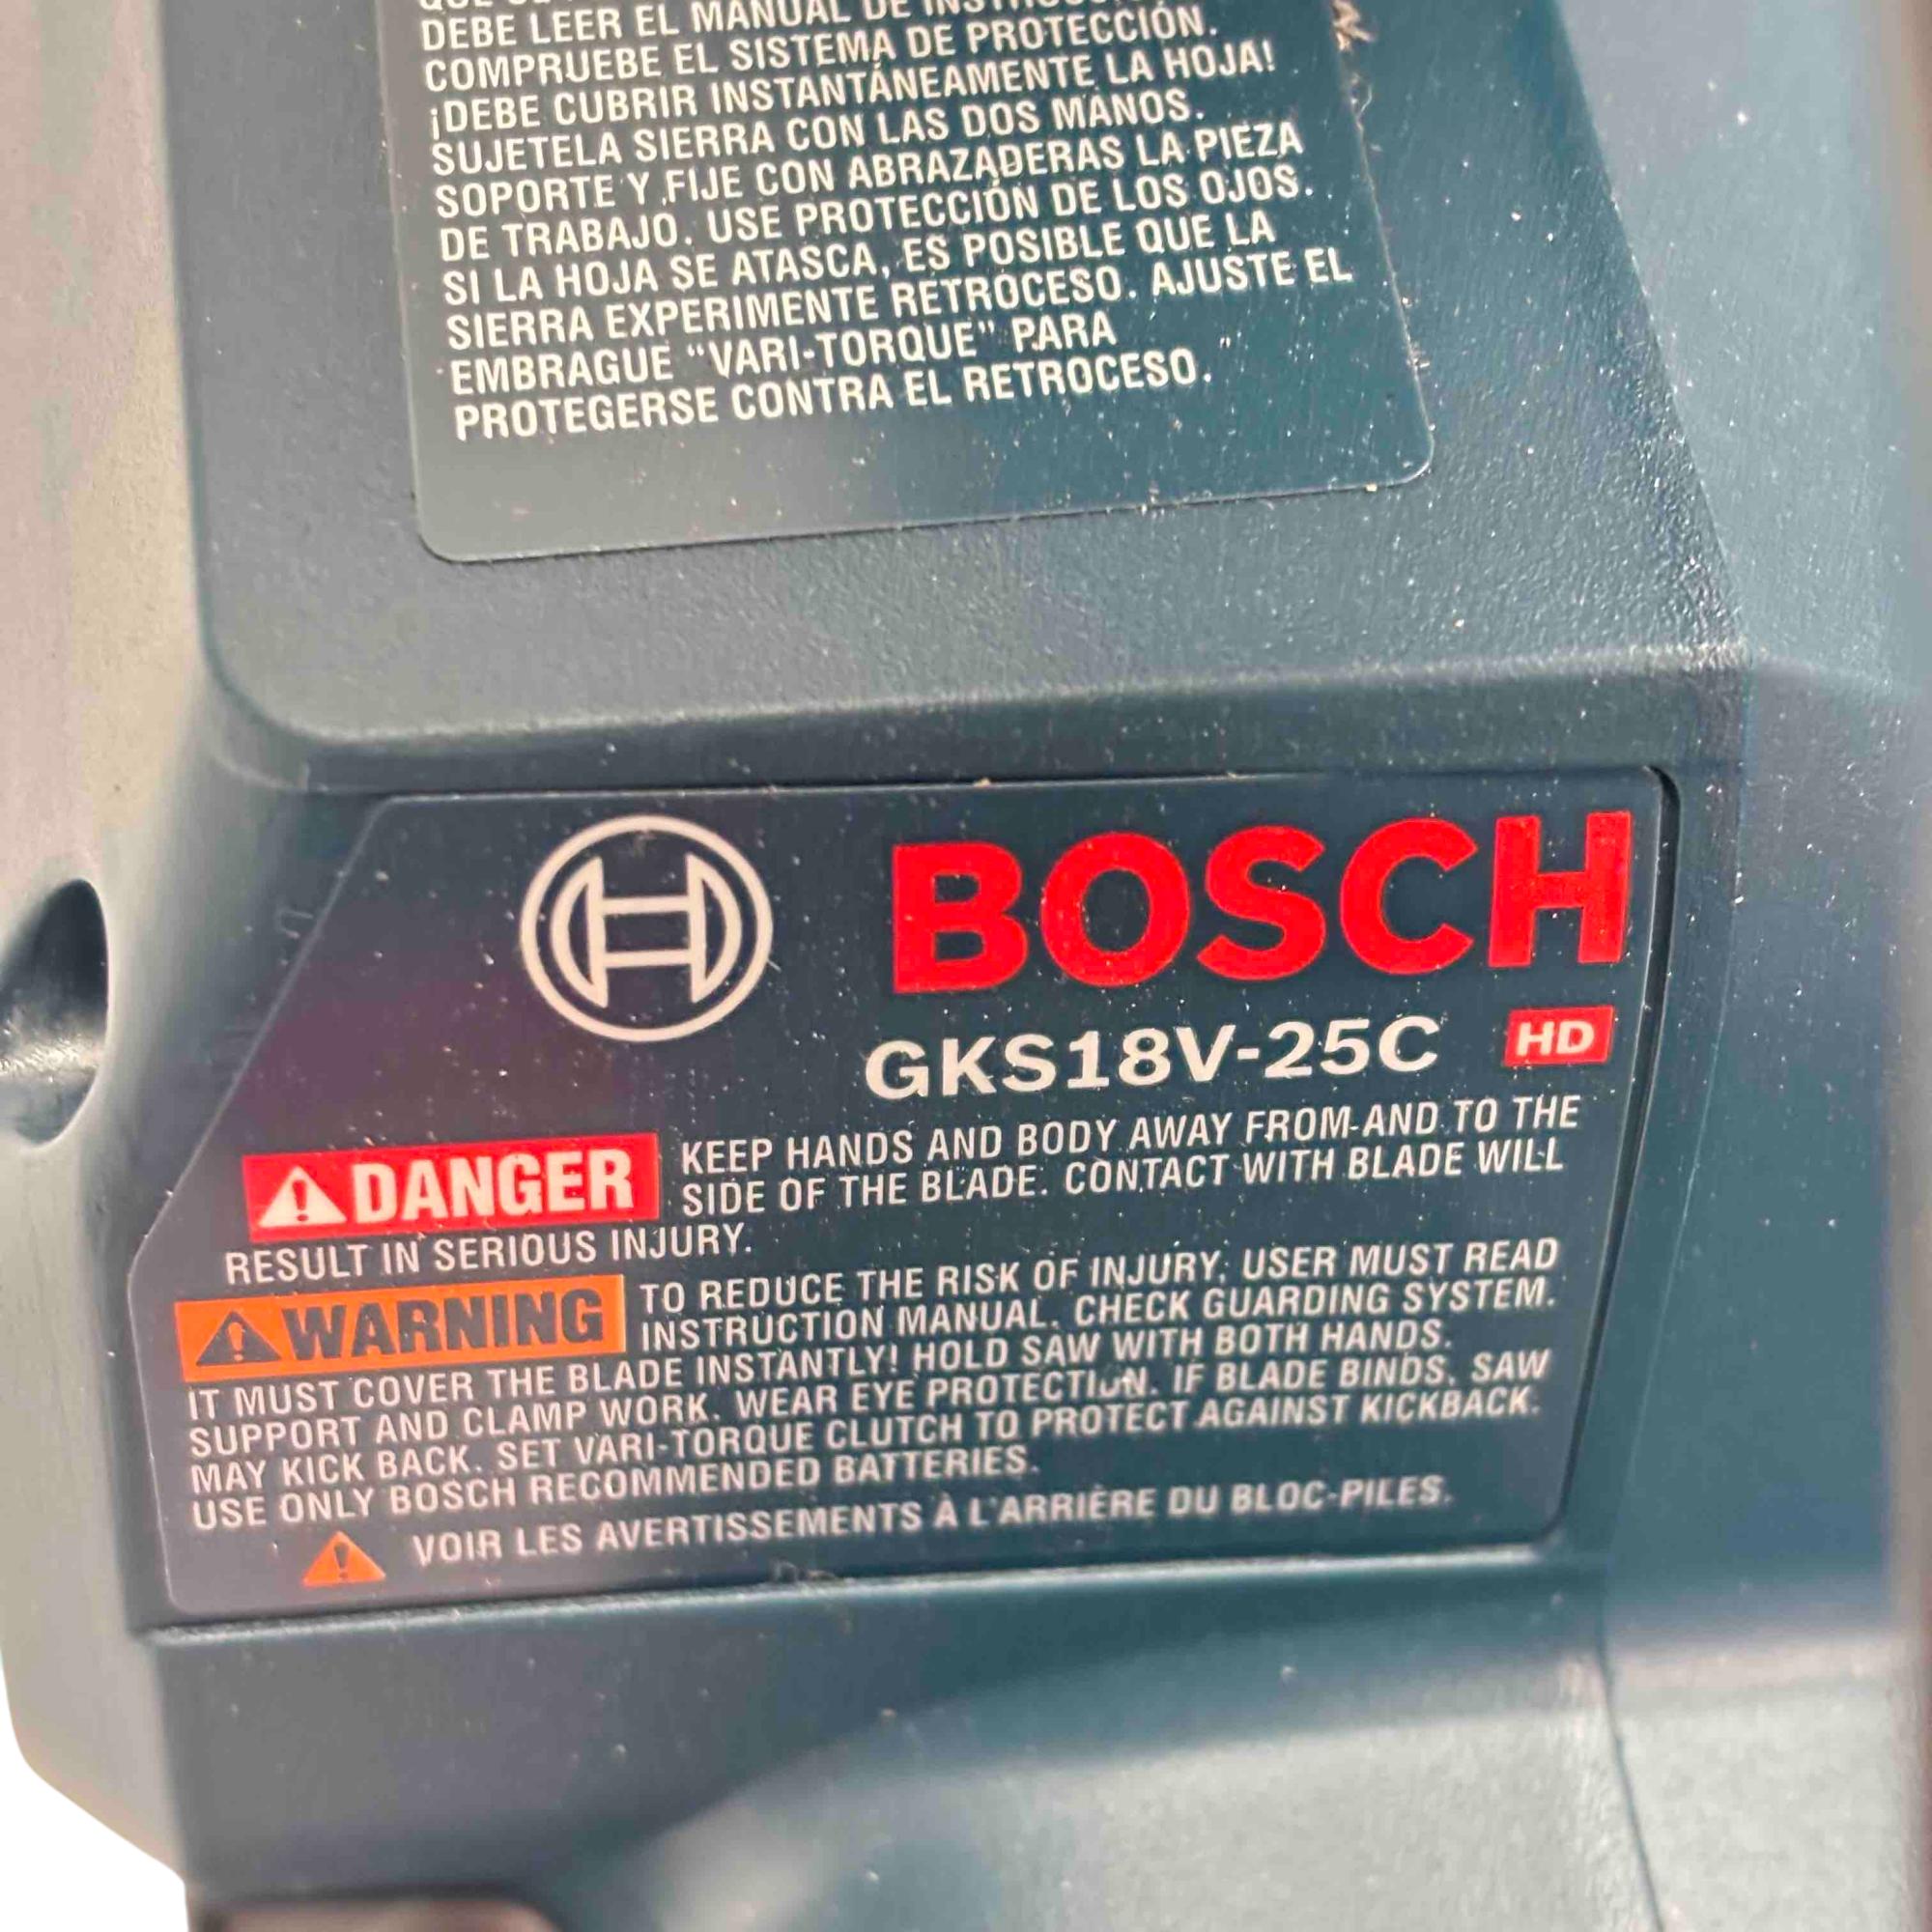 DEBE LEER EL MANUAL DE
COMPRUEBE EL SISTEMA DE PROTECCIÓN.
¡DEBE CUBRIR INSTANTÁNEAMENTE LA HOJA!
SUJETELA SIERRA CON LAS DOS MANOS.
SOPORTE Y FIJE CON ABRAZADERAS LA PIEZA
DE TRABAJO. USE PROTECCIÓN DE LOS OJOS.
SI LA HOJA SE ATASCA, ES POSIBLE QUE LA
SIERRA EXPERIMENTE RETROCESO. AJUSTE EL
EMBRAGUE "VARI-TORQUE" PARA
PROTEGERSE CONTRA EL RETROCESO.
BOSCH
GKS18V-25C HD
DANGER KEEP HANDS AND BODY AWAY FROM AND TO THE
SIDE OF THE BLADE. CONTACT WITH BLADE WILL
RESULT IN SERIOUS INJURY.
WARNING TO REDUCE THE RISK OF INJURY, USER MUST READ
INSTRUCTION MANUAL. CHECK GUARDING SYSTEM.
IT MUST COVER THE BLADE INSTANTLY! HOLD SAW WITH BOTH HANDS.
SUPPORT AND CLAMP WORK. WEAR EYE PROTECTION. IF BLADE BINDS, SAW
MAY KICK BACK. SET VARI-TORQUE CLUTCH TO PROTECT AGAINST KICKBACK.
USE ONLY BOSCH RECOMMENDED BATTERIES.
VOIR LES AVERTISSEMENTS À L'ARRIÈRE DU BLOC-PILES.